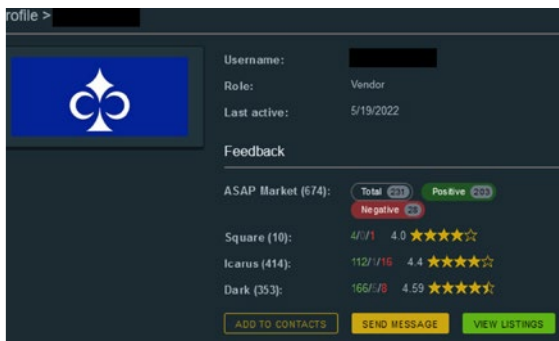 rofile >
Username:
Role: Vendor
Last active: 5/19/2022
Feedback
ASAP Market (674): Total 231 Positive 203
Negative 28
Square (10): 4/0/1 4.0
Icarus (414): 112/ /16 4.4
Dark (353): 166/ /8 4.59
ADD TO CONTACTS SEND MESSAGE VIEW LISTINGS